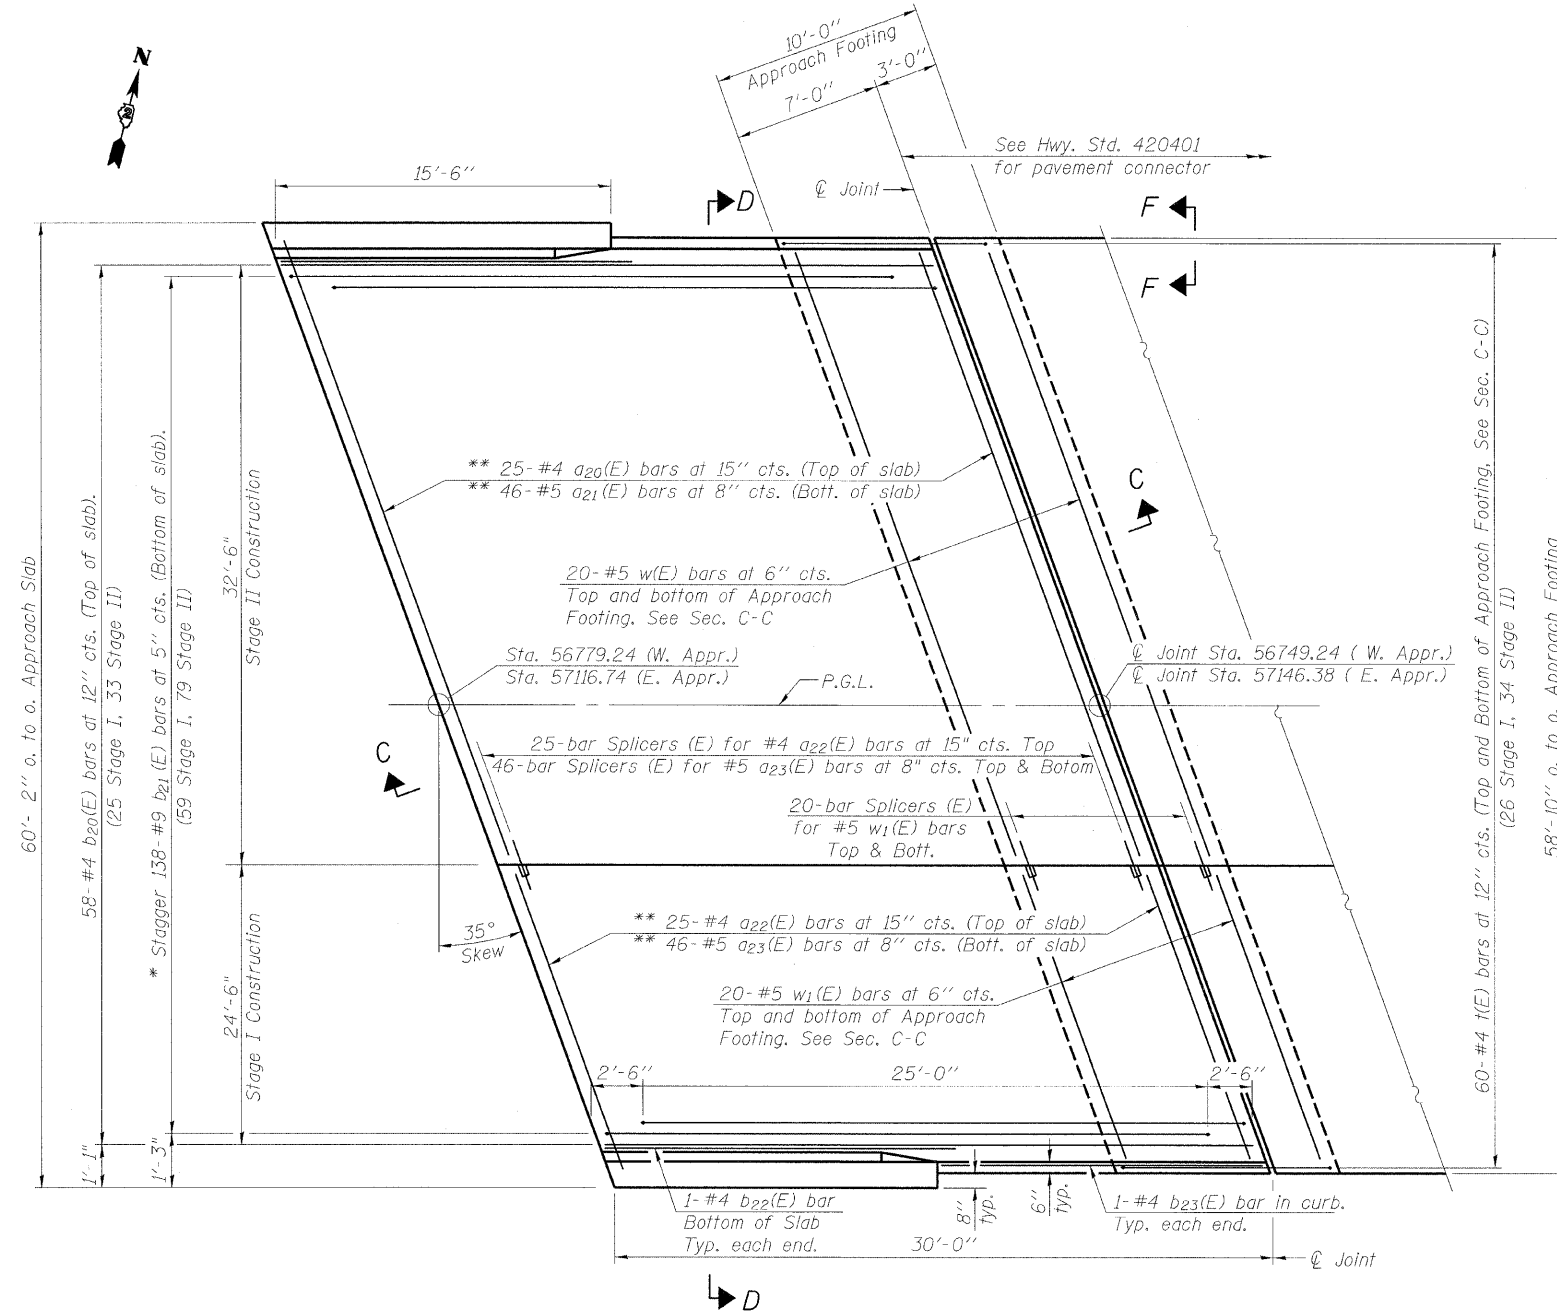 N
10'-0"
Approach Footing
7'-0"
3'-0"
See Hwy. Std. 420401
for pavement connector
15'-6"
℄ Joint
D
F
F
60'- 2" o. to o. Approach Slab
58-#4 b20(E) bars at 12" cts. (Top of slab).
(25 Stage I, 33 Stage II)
* Stagger 138-#9 b21(E) bars at 5" cts. (Bottom of slab).
(59 Stage I, 79 Stage II)
32'-6"
Stage II Construction
24'-6"
Stage I Construction
1'-1"
1'-3"
** 25-#4 a20(E) bars at 15" cts. (Top of slab)
** 46-#5 a21(E) bars at 8" cts. (Bott. of slab)
C
20-#5 w(E) bars at 6" cts.
Top and bottom of Approach
Footing. See Sec. C-C
Sta. 56779.24 (W. Appr.)
Sta. 57116.74 (E. Appr.)
P.G.L.
℄ Joint Sta. 56749.24 ( W. Appr.)
℄ Joint Sta. 57146.38 ( E. Appr.)
C
25-bar Splicers (E) for #4 a22(E) bars at 15" cts. Top
46-bar Splicers (E) for #5 a23(E) bars at 8" cts. Top & Botom
20-bar Splicers (E)
for #5 w1(E) bars
Top & Bott.
35°
Skew
** 25-#4 a22(E) bars at 15" cts. (Top of slab)
** 46-#5 a23(E) bars at 8" cts. (Bott. of slab)
20-#5 w1(E) bars at 6" cts.
Top and bottom of Approach
Footing. See Sec. C-C
2'-6"
25'-0"
2'-6"
60-#4 t(E) bars at 12" cts. (Top and Bottom of Approach Footing, See Sec. C-C)
(26 Stage I, 34 Stage II)
58'-10" o. to o. Approach Footing
1-#4 b22(E) bar
Bottom of Slab
Typ. each end.
8"
typ.
6"
typ.
1-#4 b23(E) bar in curb.
Typ. each end.
30'-0"
℄ Joint
D